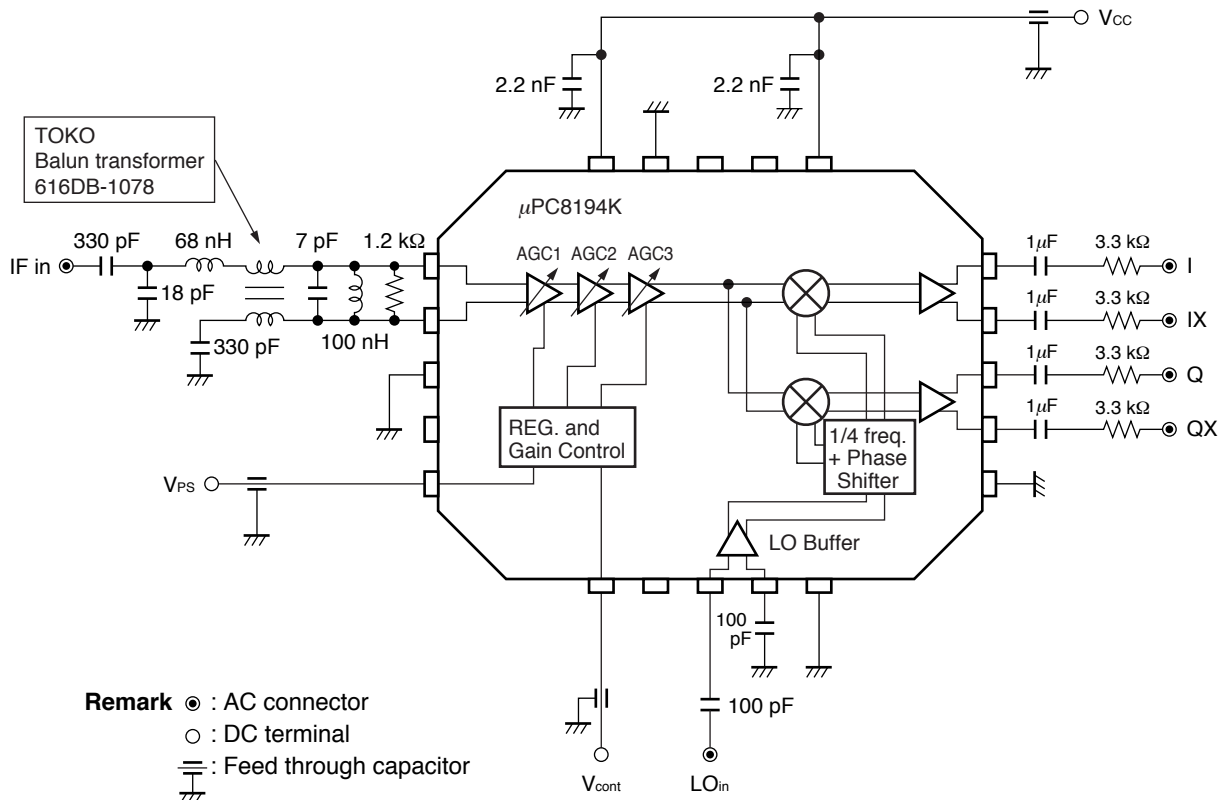 VCC
2.2 nF
2.2 nF
TOKO
Balun transformer
616DB-1078
μPC8194K
330 pF
68 nH
7 pF
1.2 kΩ
IF in
18 pF
330 pF
100 nH
AGC1
AGC2
AGC3
1μF
3.3 kΩ
I
1μF
3.3 kΩ
IX
1μF
3.3 kΩ
Q
1μF
3.3 kΩ
QX
REG. and
Gain Control
1/4 freq.
+ Phase
Shifter
VPS
LO Buffer
100
pF
100 pF
Vcont
LOin
Remark : AC connector
: DC terminal
: Feed through capacitor